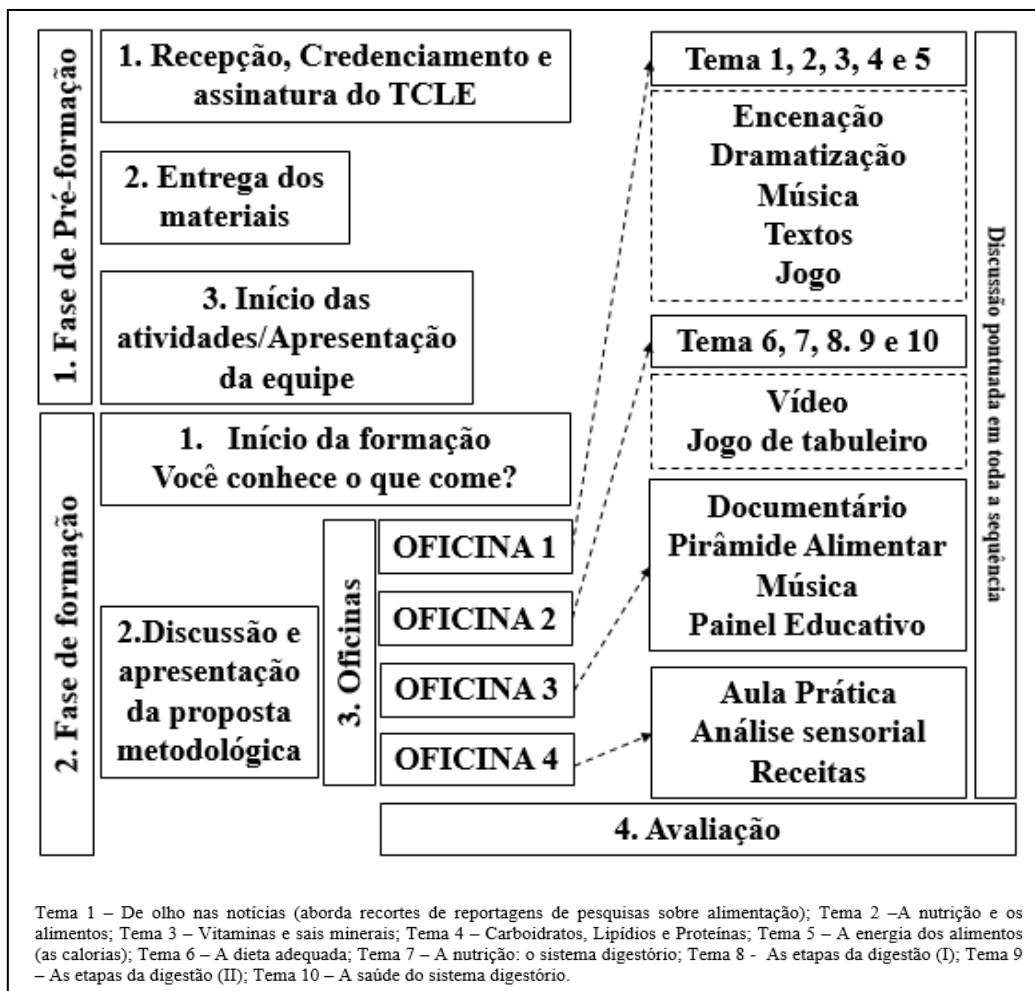 1. Fase de Pré-formação
1. Recepção, Credenciamento e
assinatura do TCLE
2. Entrega dos
materiais
3. Início das
atividades/Apresentação
da equipe
2. Fase de formação
1. Início da formação
Você conhece o que come?
2.Discussão e
apresentação
da proposta
metodológica
3. Oficinas
OFICINA 1
OFICINA 2
OFICINA 3
OFICINA 4
Tema 1, 2, 3, 4 e 5
Encenação
Dramatização
Música
Textos
Jogo
Tema 6, 7, 8. 9 e 10
Vídeo
Jogo de tabuleiro
Documentário
Pirâmide Alimentar
Música
Painel Educativo
Aula Prática
Análise sensorial
Receitas
Discussão pontuada em toda a sequência
4. Avaliação
Tema 1 – De olho nas notícias (aborda recortes de reportagens de pesquisas sobre alimentação); Tema 2 –A nutrição e os
alimentos; Tema 3 – Vitaminas e sais minerais; Tema 4 – Carboidratos, Lipídios e Proteínas; Tema 5 – A energia dos alimentos
(as calorias); Tema 6 – A dieta adequada; Tema 7 – A nutrição: o sistema digestório; Tema 8 - As etapas da digestão (I); Tema 9
– As etapas da digestão (II); Tema 10 – A saúde do sistema digestório.